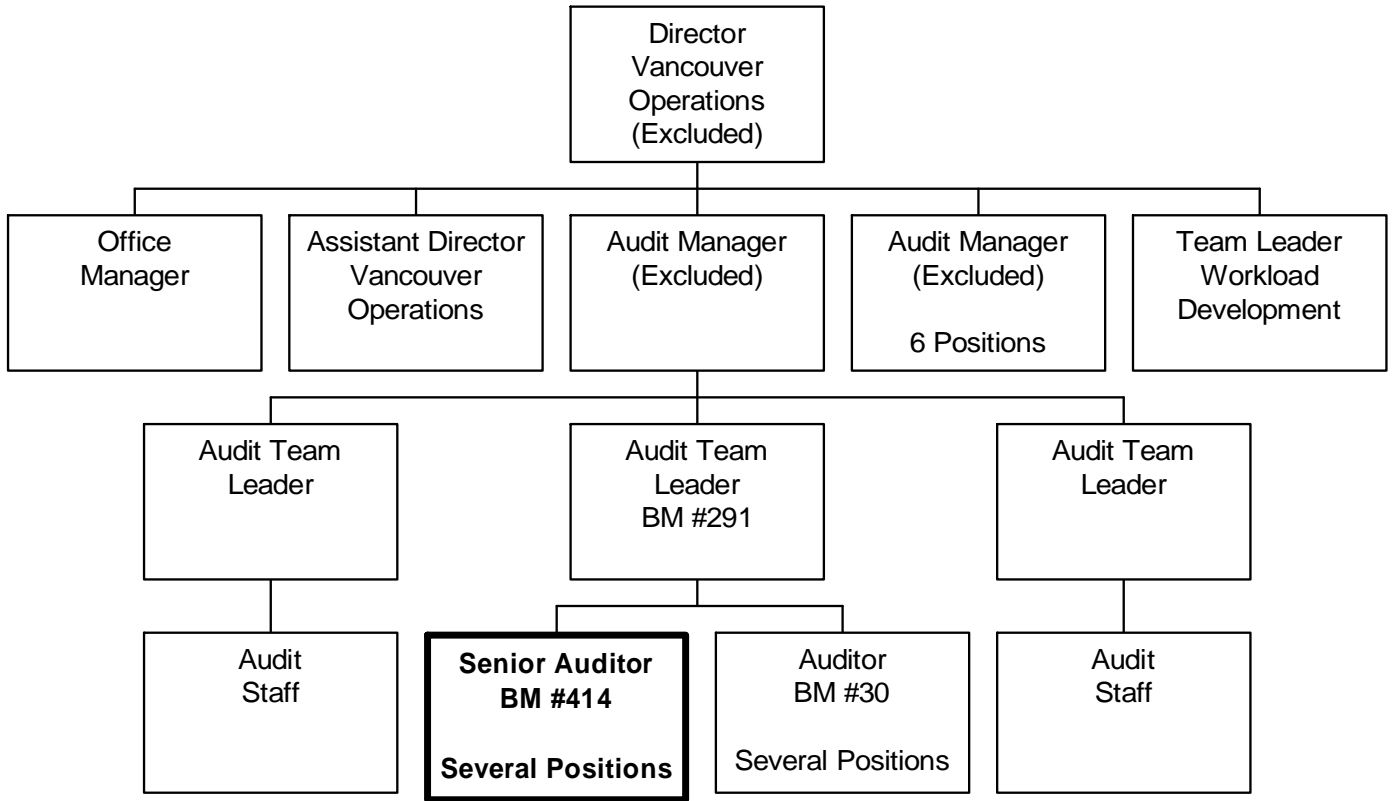 Director
Vancouver
Operations
(Excluded)
Office
Manager
Assistant Director
Vancouver
Operations
Audit Manager
(Excluded)
Audit Manager
(Excluded)
6 Positions
Team Leader
Workload
Development
Audit Team
Leader
Audit Team
Leader
BM #291
Audit Team
Leader
Audit
Staff
Senior Auditor
BM #414
Several Positions
Auditor
BM #30
Several Positions
Audit
Staff